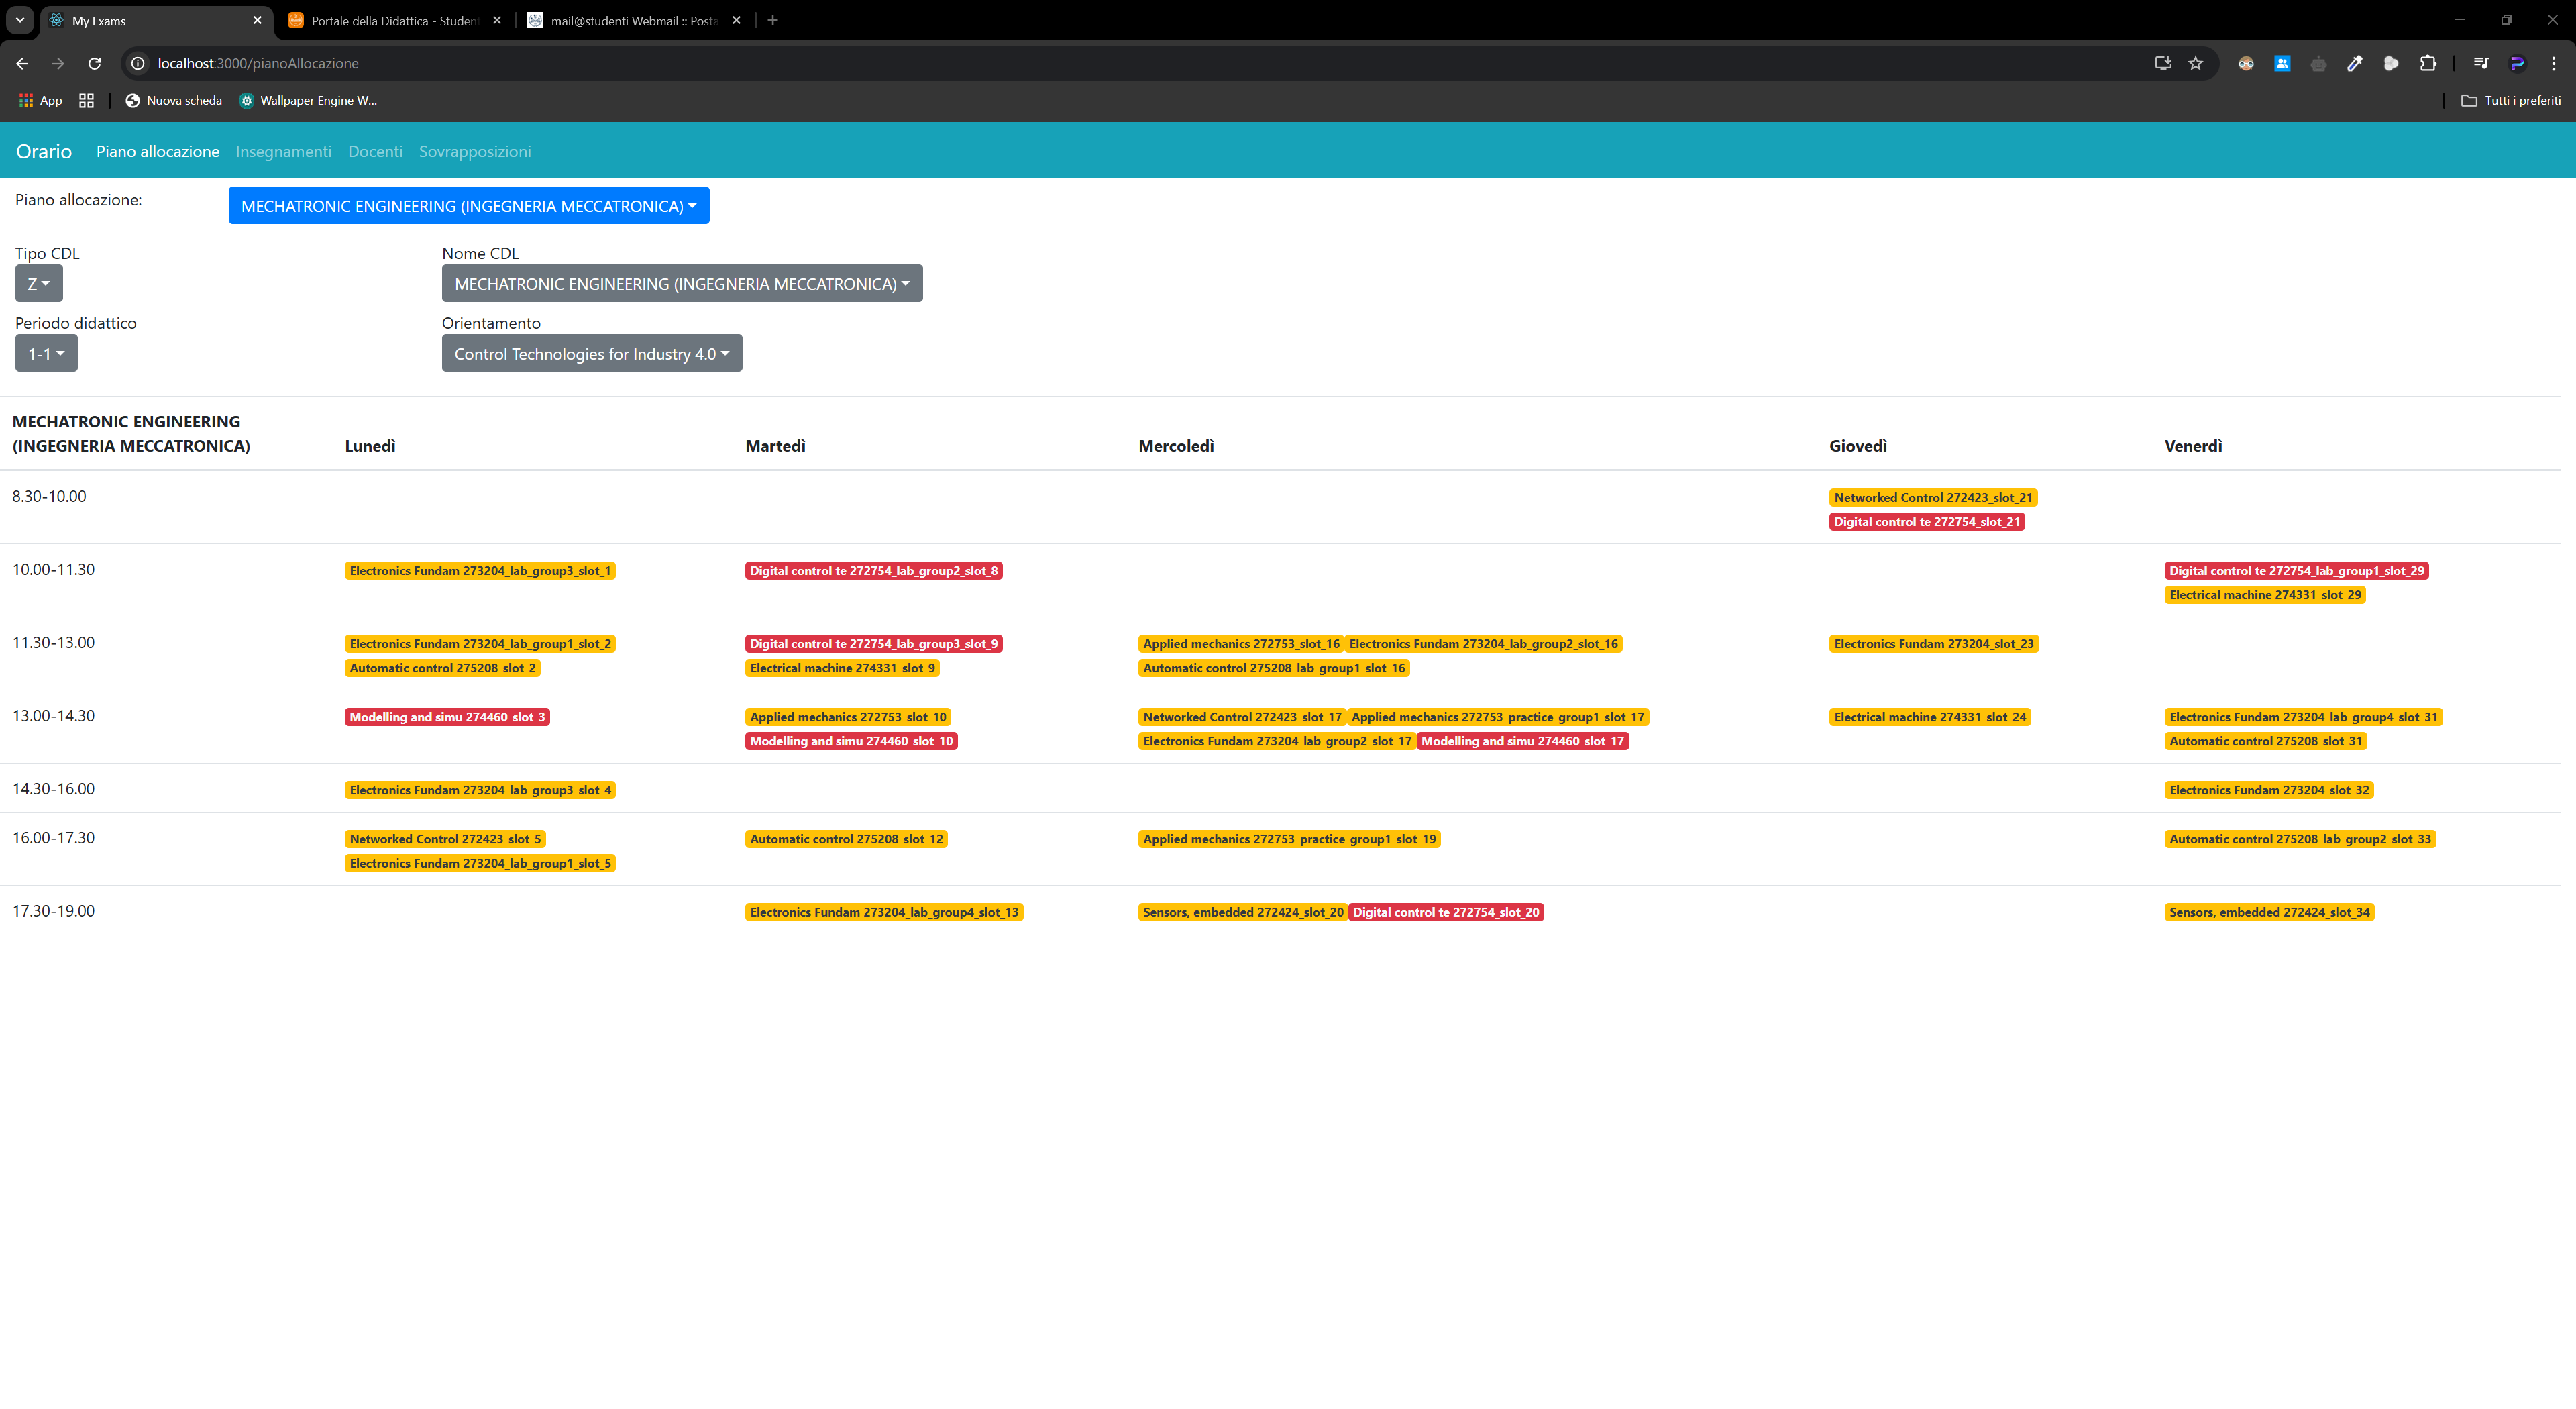 My Exams
Portale della Didattica - Studen
mail@studenti Webmail :: Posta
localhost:3000/pianoAllocazione
App
Nuova scheda
Wallpaper Engine W...
Tutti i preferiti
Orario Piano allocazione Insegnamenti Docenti Sovrapposizioni
Piano allocazione: MECHATRONIC ENGINEERING (INGEGNERIA MECCATRONICA)
Tipo CDL Nome CDL
Z MECHATRONIC ENGINEERING (INGEGNERIA MECCATRONICA)
Periodo didattico Orientamento
1-1 Control Technologies for Industry 4.0
MECHATRONIC ENGINEERING
(INGEGNERIA MECCATRONICA) Lunedì Martedì Mercoledì Giovedì Venerdì
8.30-10.00 Networked Control 272423_slot_21
Digital control te 272754_slot_21
10.00-11.30 Electronics Fundam 273204_lab_group3_slot_1 Digital control te 272754_lab_group2_slot_8 Digital control te 272754_lab_group1_slot_29
Electrical machine 274331_slot_29
11.30-13.00 Electronics Fundam 273204_lab_group1_slot_2 Digital control te 272754_lab_group3_slot_9 Applied mechanics 272753_slot_16 Electronics Fundam 273204_lab_group2_slot_16 Electronics Fundam 273204_slot_23
Automatic control 275208_slot_2 Electrical machine 274331_slot_9 Automatic control 275208_lab_group1_slot_16
13.00-14.30 Modelling and simu 274460_slot_3 Applied mechanics 272753_slot_10 Networked Control 272423_slot_17 Applied mechanics 272753_practice_group1_slot_17 Electrical machine 274331_slot_24 Electronics Fundam 273204_lab_group4_slot_31
Modelling and simu 274460_slot_10 Electronics Fundam 273204_lab_group2_slot_17 Modelling and simu 274460_slot_17 Automatic control 275208_slot_31
14.30-16.00 Electronics Fundam 273204_lab_group3_slot_4 Electronics Fundam 273204_slot_32
16.00-17.30 Networked Control 272423_slot_5 Automatic control 275208_slot_12 Applied mechanics 272753_practice_group1_slot_19 Automatic control 275208_lab_group2_slot_33
Electronics Fundam 273204_lab_group1_slot_5
17.30-19.00 Electronics Fundam 273204_lab_group4_slot_13 Sensors, embedded 272424_slot_20 Digital control te 272754_slot_20 Sensors, embedded 272424_slot_34